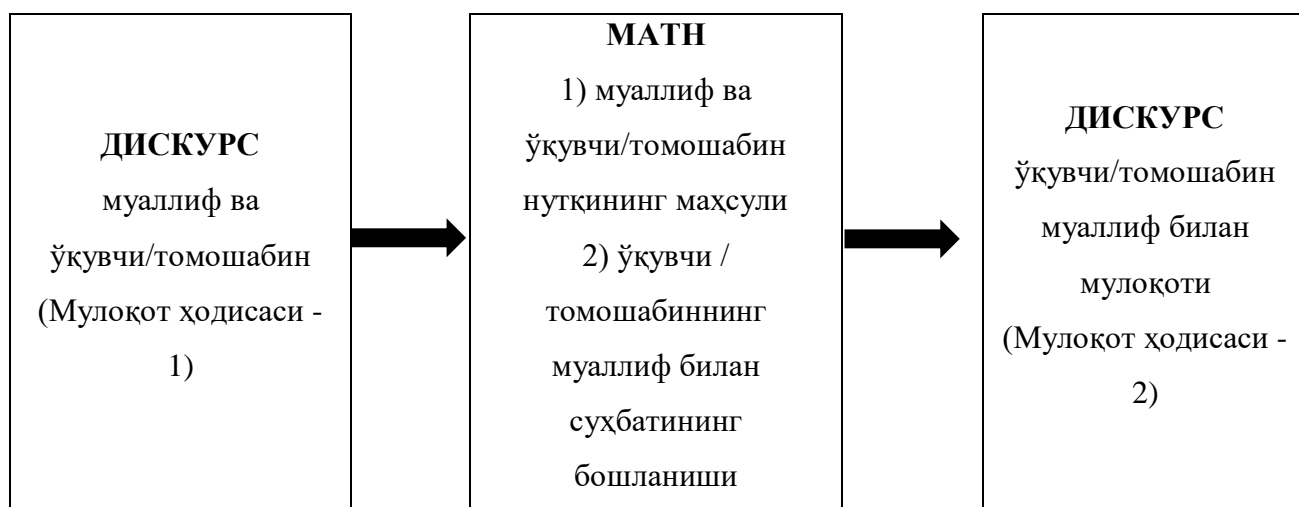 ДИСКУРС
муаллиф ва
ўқувчи/томошабин
(Мулоқот ҳодисаси -
1)
МАТН
1) муаллиф ва
ўқувчи/томошабин
нутқининг маҳсули
2) ўқувчи /
томошабиннинг
муаллиф билан
суҳбатининг
бошланиши
ДИСКУРС
ўқувчи/томошабин
муаллиф билан
мулоқоти
(Мулоқот ҳодисаси -
2)